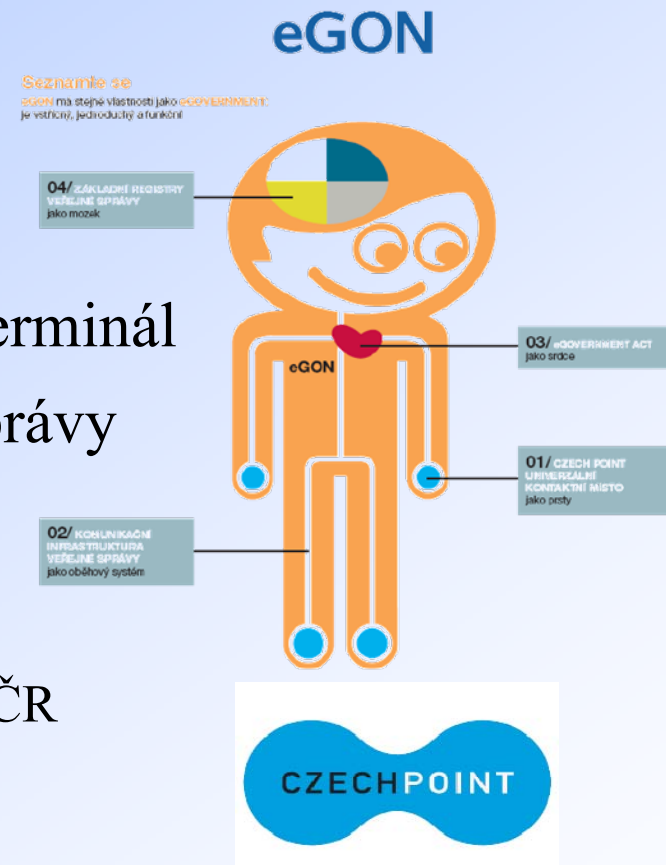 eGON
Seznamte se
eGON má stejné vlastnosti jako eGOVERNMENT:
je vstřícný, jednoduchý a funkční
04/ ZÁKLADNÍ REGISTRY
VEŘEJNÉ SPRÁVY
jako mozek
erminál
03/ eGOVERNMENT ACT
jako srdce
eGON
právy
01/ CZECH POINT
UNIVERZÁLNÍ
KONTAKTNÍ MÍSTO
jako prsty
02/ KOMUNIKAČNÍ
INFRASTRUKTURA
VEŘEJNÉ SPRÁVY
jako oběhový systém
ČR
CZECHPOINT